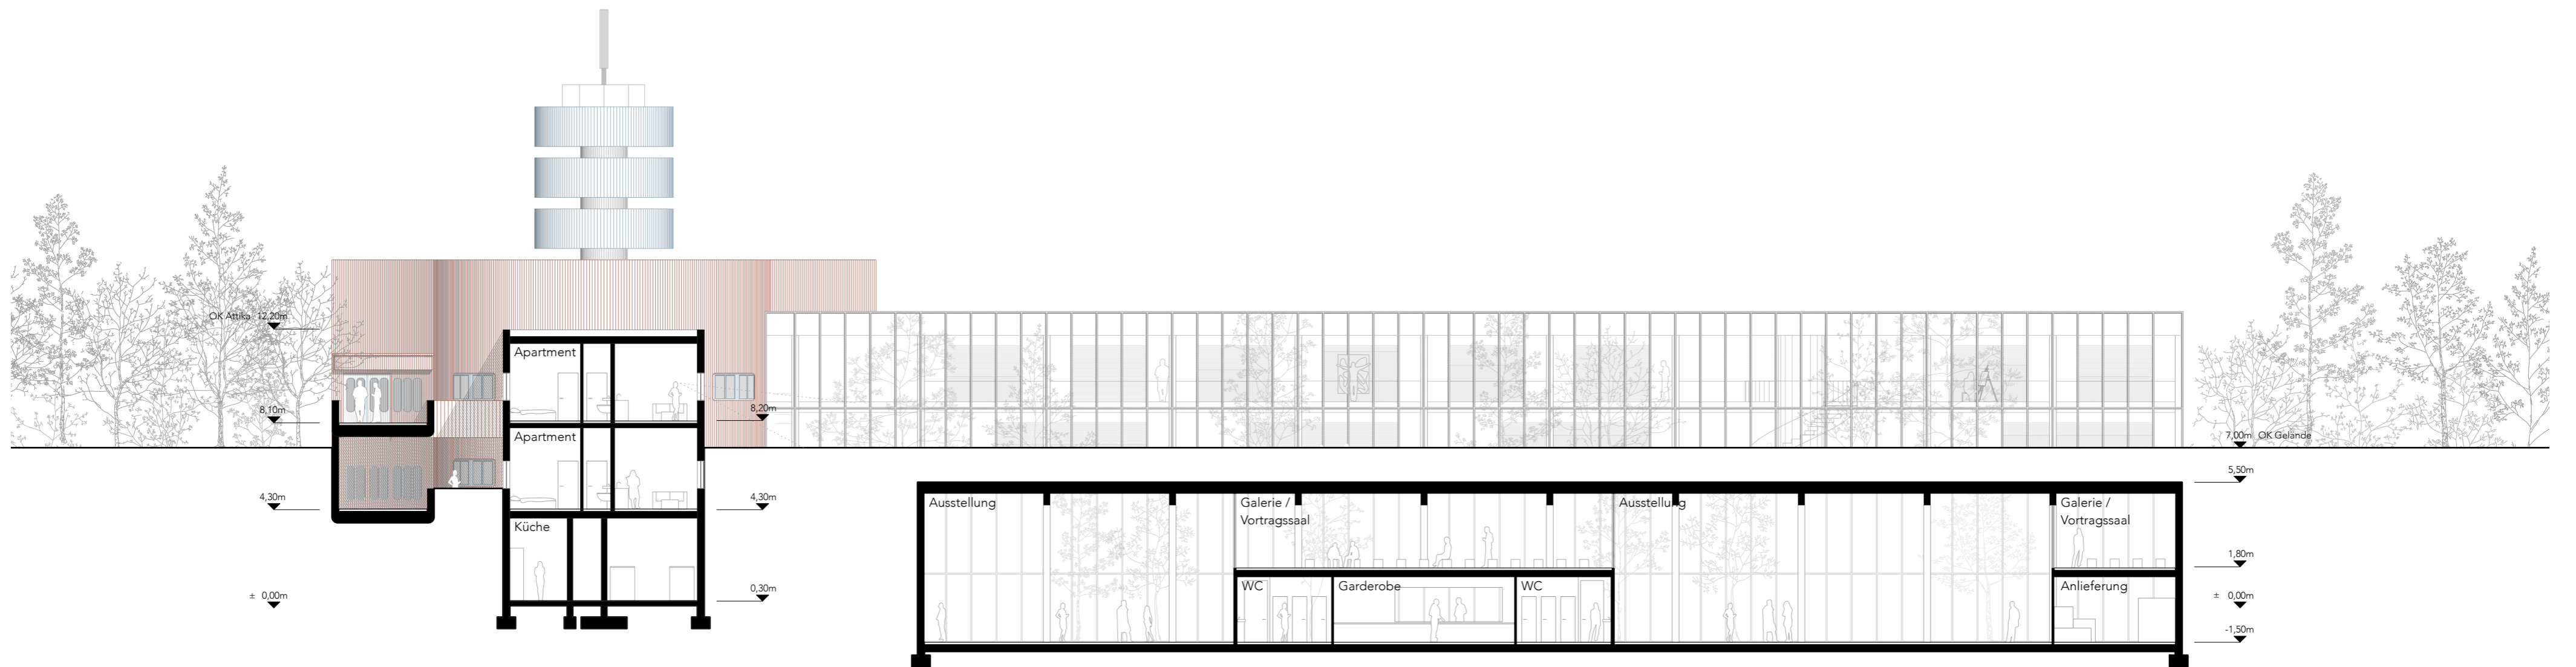 OK Attika 12,20m
Apartment
8,10m
8,20m
Apartment
7,00m OK Gelände
5,50m
4,30m
4,30m
Ausstellung
Galerie /
Vortragssaal
Ausstellung
Galerie /
Vortragssaal
Küche
1,80m
WC
Garderobe
WC
Anlieferung
0,30m
± 0,00m
± 0,00m
-1,50m